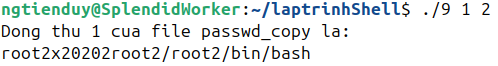 ngtienduy@SplendidWorker:~/laptrinhShell$ ./9 1 2
Dong thu 1 cua file passwd_copy la:
root2x20202root2/root2/bin/bash